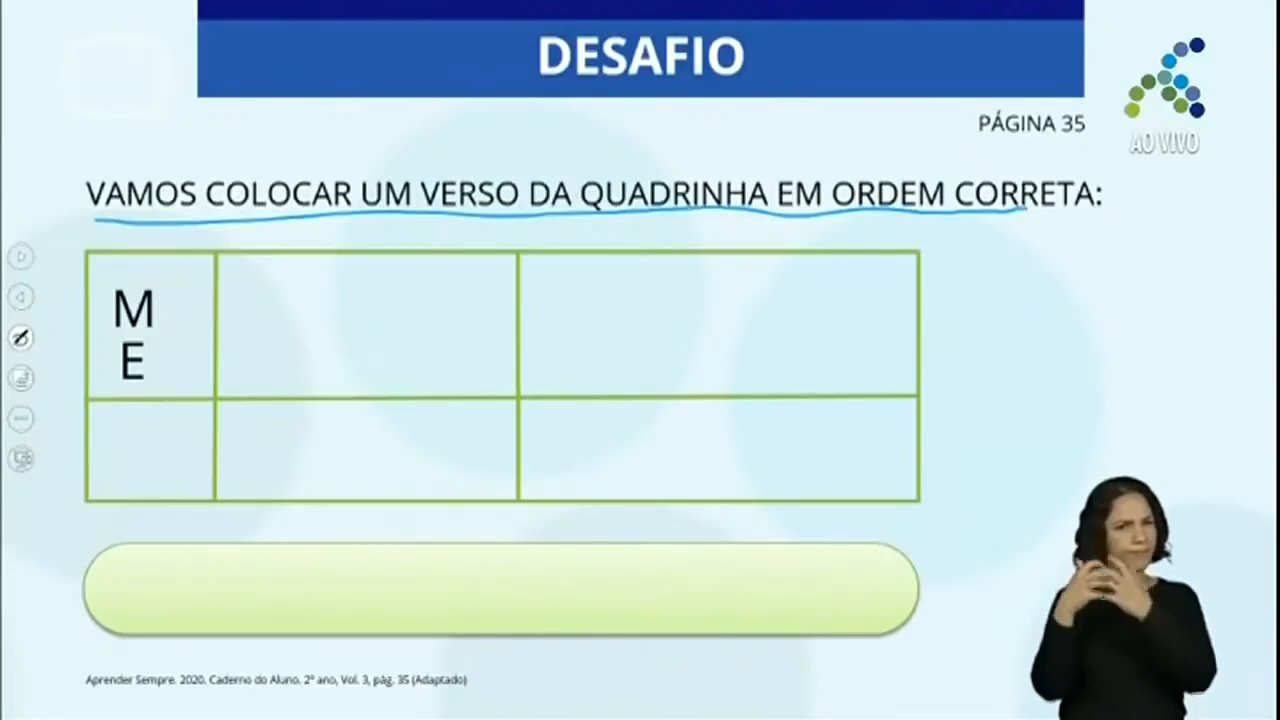 DESAFIO
PÁGINA 35
AO VIVO
VAMOS COLOCAR UM VERSO DA QUADRINHA EM ORDEM CORRETA:
M
E
Aprender Sempre. 2020. Caderno do Aluno. 2º ano, Vol. 3, pág. 35 (Adaptado)